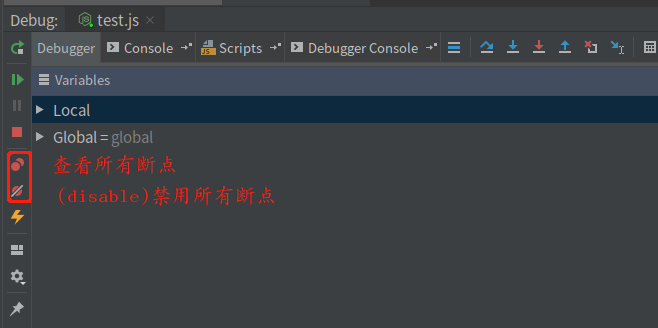 Debug: test.js
Debugger Console Scripts Debugger Console
Variables
Local
Global = global
查看所有断点
(disable)禁用所有断点